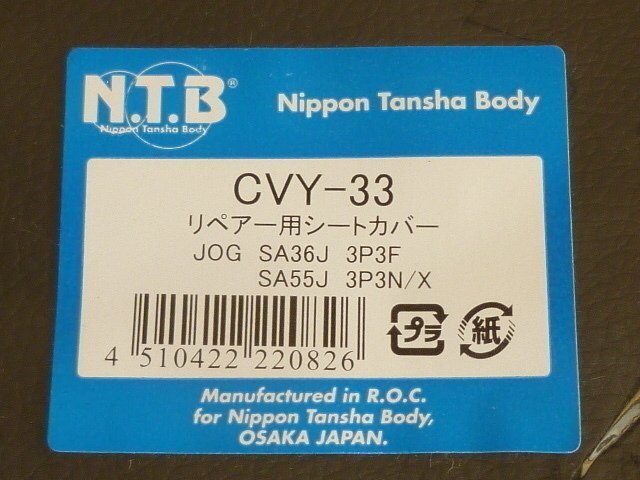 N.T.B®
Nippon Tansha Body
Nippon Tansha Body
CVY-33
リペアー用シートカバー
JOG SA36J 3P3F
SA55J 3P3N/X
4 510422 220826
プラ
紙
Manufactured in R.O.C.
for Nippon Tansha Body,
OSAKA JAPAN.